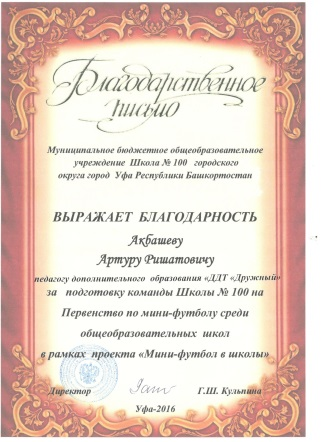 Благодарственное
письмо
Муниципальное бюджетное общеобразовательное
учреждение Школа № 100 городского
округа город Уфа Республики Башкортостан
ВЫРАЖАЕТ БЛАГОДАРНОСТЬ
Акбашеву
Артуру Ришатовичу
педагогу дополнительного образования «ДДТ «Дружный»
за подготовку команды Школы № 100 на
Первенство по мини-футболу среди
общеобразовательных школ
в рамках проекта «Мини-футбол в школы»
Директор Г.Ш. Кульпина
Уфа-2016